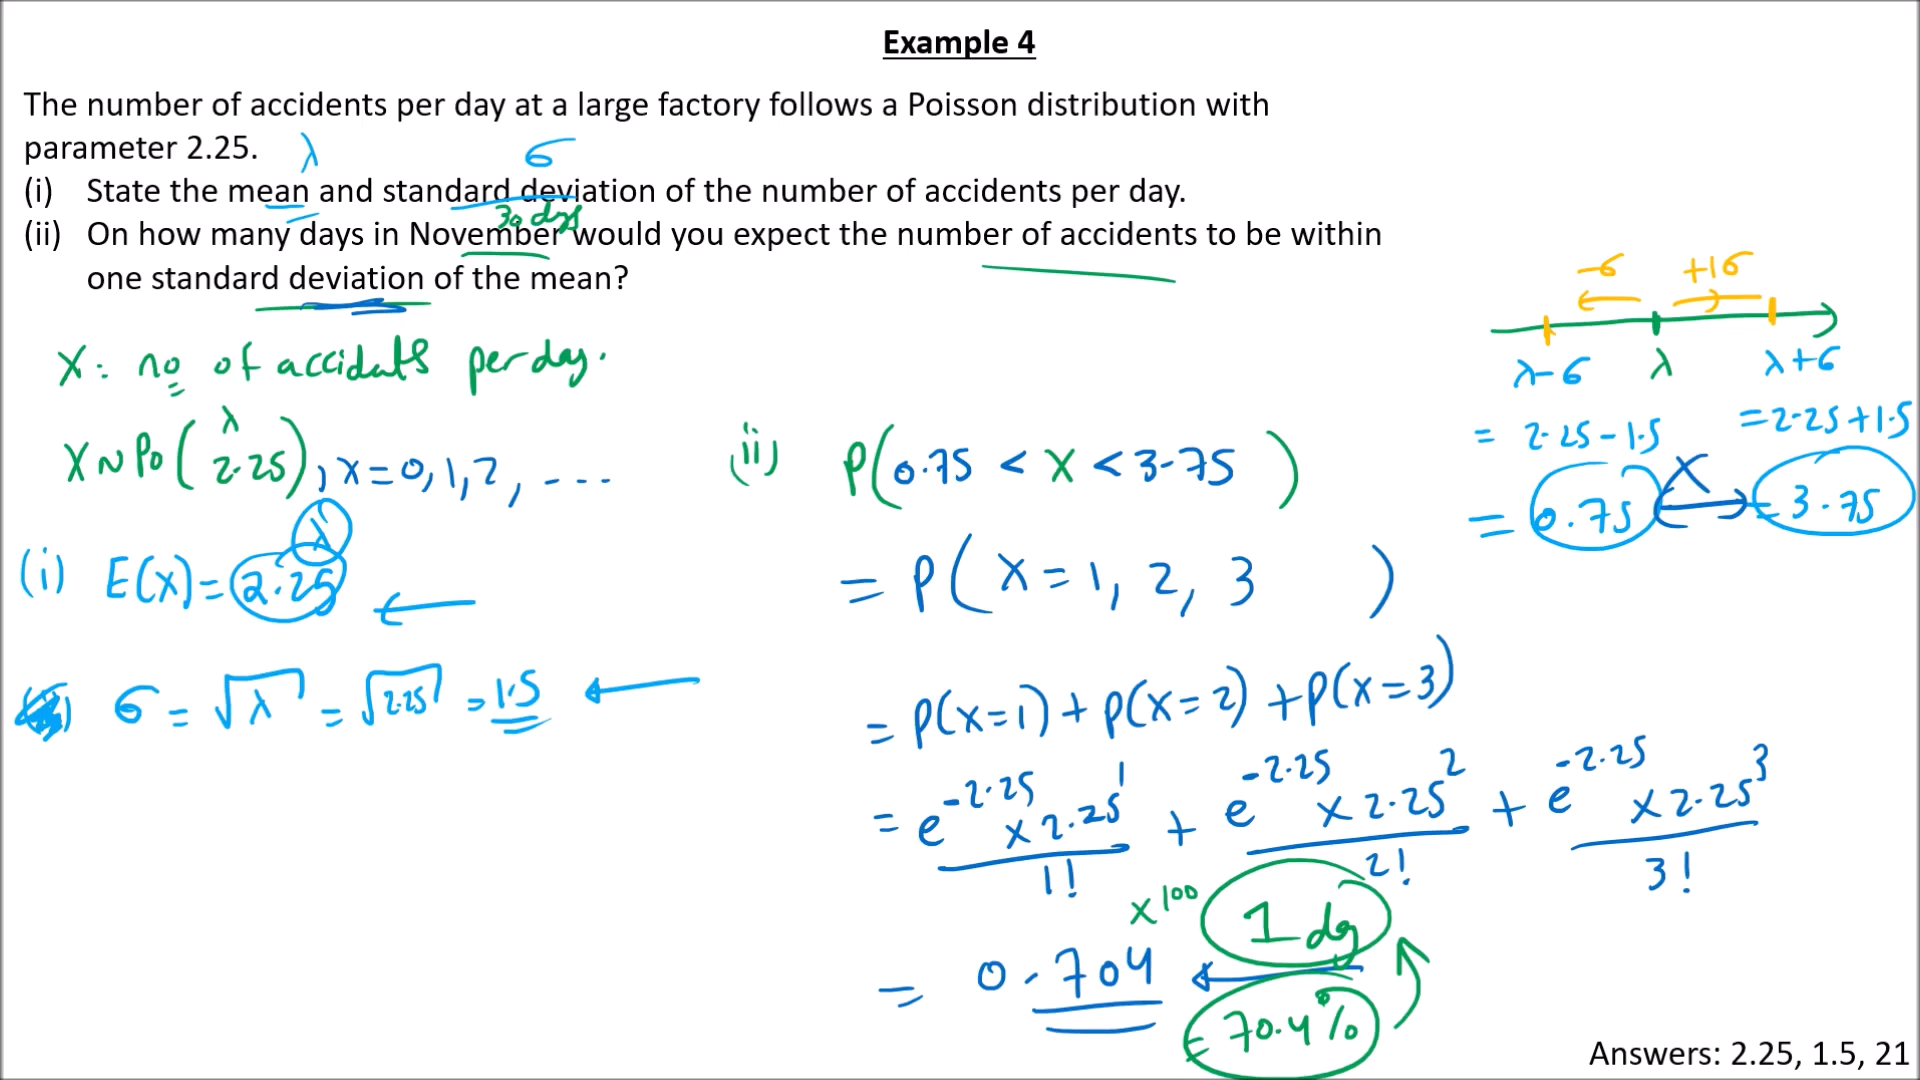 Example 4
The number of accidents per day at a large factory follows a Poisson distribution with
parameter 2.25.
λ
σ
(i) State the mean and standard deviation of the number of accidents per day.
30 days
(ii) On how many days in November would you expect the number of accidents to be within
one standard deviation of the mean?
-σ
+1σ
λ-σ
λ
λ+σ
= 2.25-1.5
=2.25+1.5
= 0.75
X
= 3.75
X: no of accidents per day.
λ
X~Po(2.25), x=0,1,2, ...
λ
(i) E(X)=2.25
σ = √λ = √2.25 = 1.5
(ii) P(0.75 < X < 3.75)
= P(X=1, 2, 3)
= P(X=1)+P(X=2)+P(X=3)
= e^-2.25 x 2.25^1 / 1! + e^-2.25 x 2.25^2 / 2! + e^-2.25 x 2.25^3 / 3!
x100
1 day
= 0.704
= 70.4%
Answers: 2.25, 1.5, 21